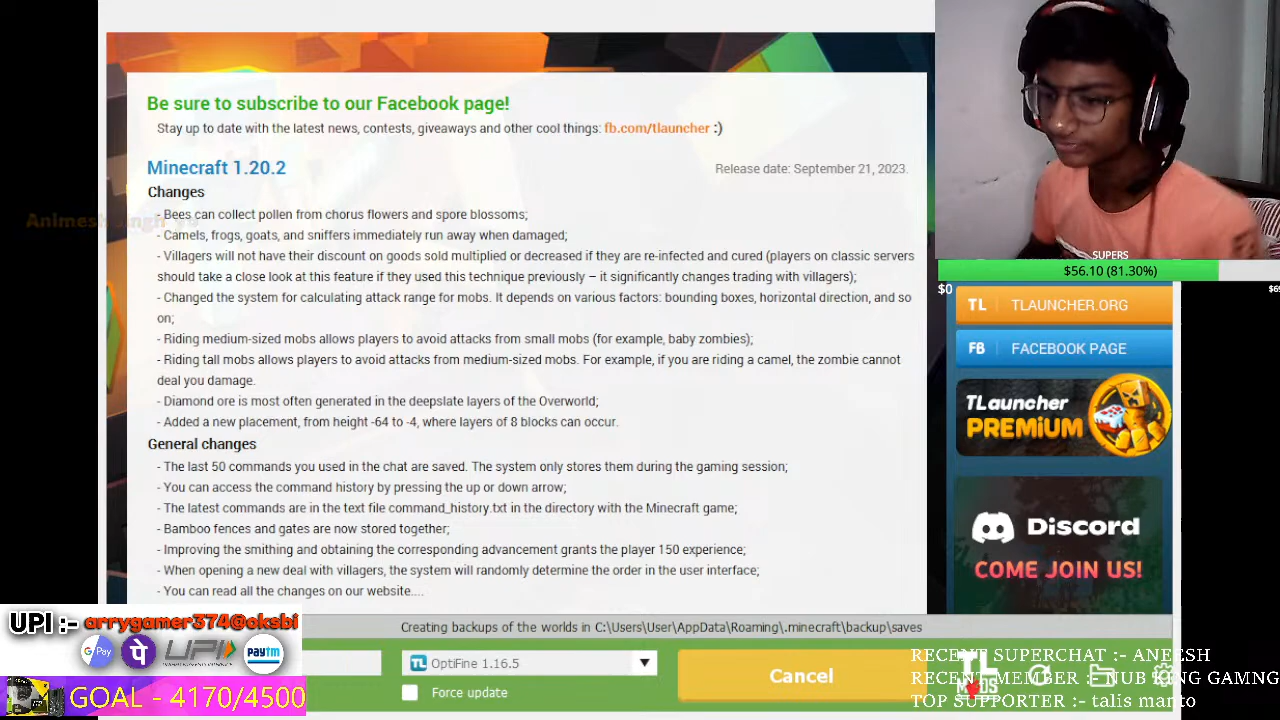 Be sure to subscribe to our Facebook page!
Stay up to date with the latest news, contests, giveaways and other cool things: fb.com/tlauncher :)
Minecraft 1.20.2
Release date: September 21, 2023.
Changes
- Bees can collect pollen from chorus flowers and spore blossoms;
- Camels, frogs, goats, and sniffers immediately run away when damaged;
- Villagers will not have their discount on goods sold multiplied or decreased if they are re-infected and cured (players on classic servers
should take a close look at this feature if they used this technique previously – it significantly changes trading with villagers);
- Changed the system for calculating attack range for mobs. It depends on various factors: bounding boxes, horizontal direction, and so
on;
- Riding medium-sized mobs allows players to avoid attacks from small mobs (for example, baby zombies);
- Riding tall mobs allows players to avoid attacks from medium-sized mobs. For example, if you are riding a camel, the zombie cannot
deal you damage.
- Diamond ore is most often generated in the deepslate layers of the Overworld;
- Added a new placement, from height -64 to -4, where layers of 8 blocks can occur.
General changes
- The last 50 commands you used in the chat are saved. The system only stores them during the gaming session;
- You can access the command history by pressing the up or down arrow;
- The latest commands are in the text file command_history.txt in the directory with the Minecraft game;
- Bamboo fences and gates are now stored together;
- Improving the smithing and obtaining the corresponding advancement grants the player 150 experience;
- When opening a new deal with villagers, the system will randomly determine the order in the user interface;
- You can read all the changes on our website....
SUPERS
$56.10 (81.30%)
$0
TL TLAUNCHER.ORG
FB FACEBOOK PAGE
TLauncher
PREMIUM
Discord
COME JOIN US!
Creating backups of the worlds in C:\Users\User\AppData\Roaming\.minecraft\backup\saves
UPI :- arrygamer374@oksbi
G Pay UPI paytm
GOAL - 4170/4500
TL OptiFine 1.16.5
Force update
Cancel
TL
RECENT SUPERCHAT :- ANEESH
RECENT MEMBER :- NUB KING GAMNG
TOP SUPPORTER :- talis manto